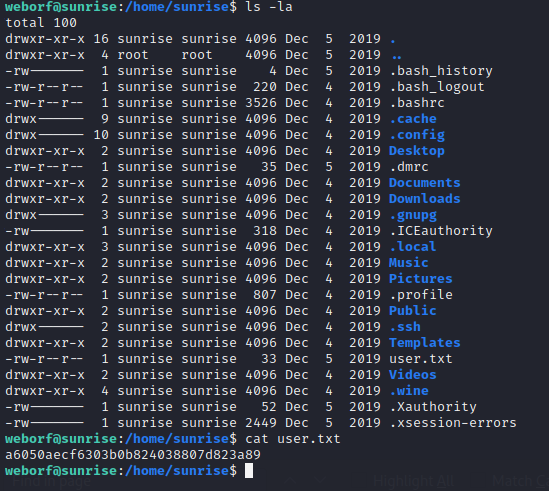 weborf@sunrise:/home/sunrise$ ls -la
total 100
drwxr-xr-x 16 sunrise sunrise 4096 Dec  5  2019 .
drwxr-xr-x  4 root    root    4096 Dec  5  2019 ..
-rw-------  1 sunrise sunrise    4 Dec  5  2019 .bash_history
-rw-r--r--  1 sunrise sunrise  220 Dec  4  2019 .bash_logout
-rw-r--r--  1 sunrise sunrise 3526 Dec  4  2019 .bashrc
drwx------  9 sunrise sunrise 4096 Dec  4  2019 .cache
drwx------ 10 sunrise sunrise 4096 Dec  4  2019 .config
drwxr-xr-x  2 sunrise sunrise 4096 Dec  4  2019 Desktop
-rw-r--r--  1 sunrise sunrise   35 Dec  5  2019 .dmrc
drwxr-xr-x  2 sunrise sunrise 4096 Dec  4  2019 Documents
drwxr-xr-x  2 sunrise sunrise 4096 Dec  4  2019 Downloads
drwx------  3 sunrise sunrise 4096 Dec  4  2019 .gnupg
-rw-------  1 sunrise sunrise  318 Dec  4  2019 .ICEauthority
drwxr-xr-x  3 sunrise sunrise 4096 Dec  4  2019 .local
drwxr-xr-x  2 sunrise sunrise 4096 Dec  4  2019 Music
drwxr-xr-x  2 sunrise sunrise 4096 Dec  4  2019 Pictures
-rw-r--r--  1 sunrise sunrise  807 Dec  4  2019 .profile
drwxr-xr-x  2 sunrise sunrise 4096 Dec  4  2019 Public
drwx------  2 sunrise sunrise 4096 Dec  4  2019 .ssh
drwxr-xr-x  2 sunrise sunrise 4096 Dec  4  2019 Templates
-rw-r--r--  1 sunrise sunrise   33 Dec  5  2019 user.txt
drwxr-xr-x  2 sunrise sunrise 4096 Dec  4  2019 Videos
drwxr-xr-x  4 sunrise sunrise 4096 Dec  4  2019 .wine
-rw-------  1 sunrise sunrise   52 Dec  5  2019 .Xauthority
-rw-------  1 sunrise sunrise 2449 Dec  5  2019 .xsession-errors
weborf@sunrise:/home/sunrise$ cat user.txt
a6050aecf6303b0b824038807d823a89
weborf@sunrise:/home/sunrise$
Find in page Highlight All Match C